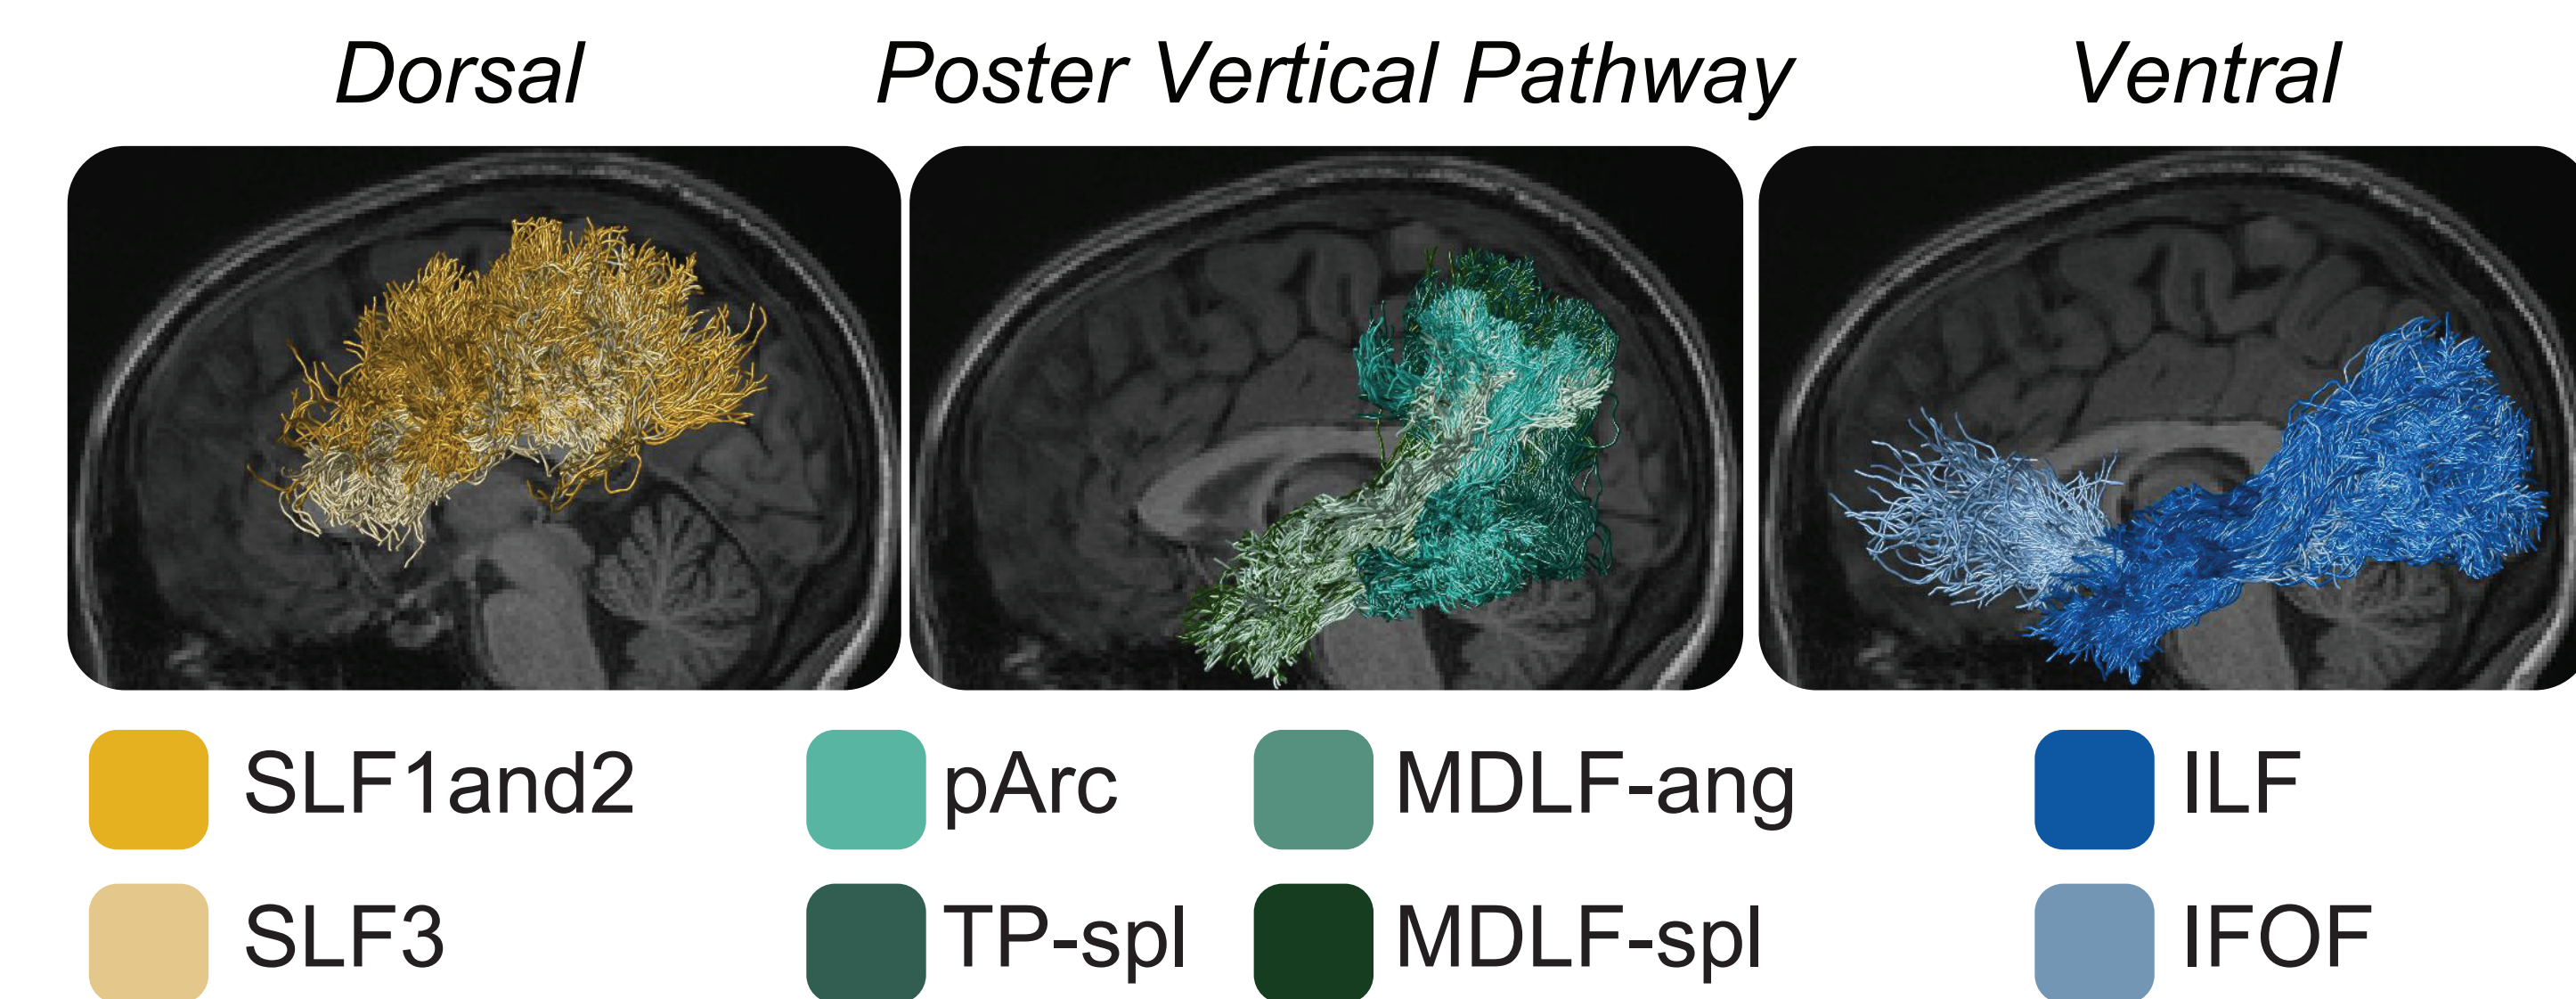 Dorsal
Poster Vertical Pathway
Ventral
SLF1and2
pArc
MDLF-ang
ILF
SLF3
TP-spl
MDLF-spl
IFOF